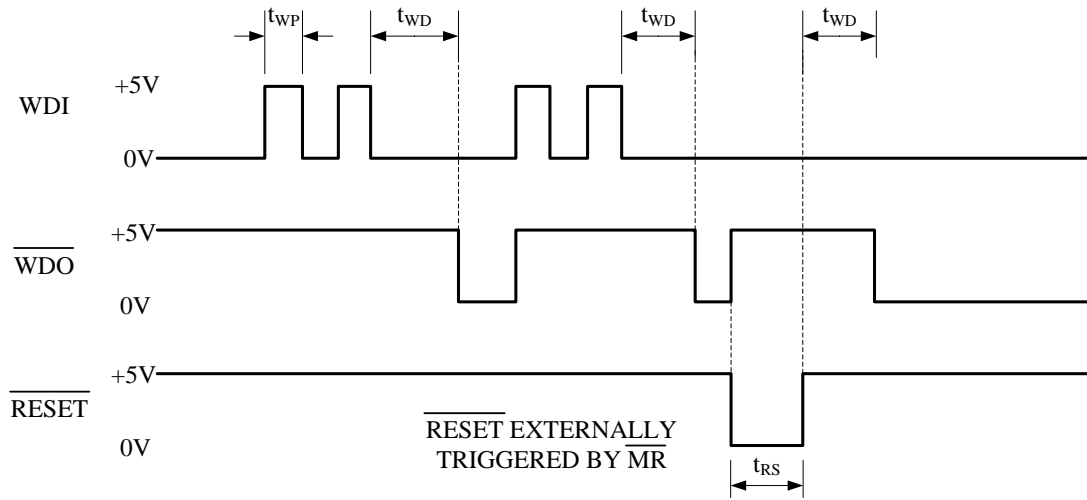 tWP
tWD
tWD
tWD
+5V
WDI
0V
+5V
WDO
0V
+5V
RESET
0V
RESET EXTERNALLY
TRIGGERED BY MR
tRS